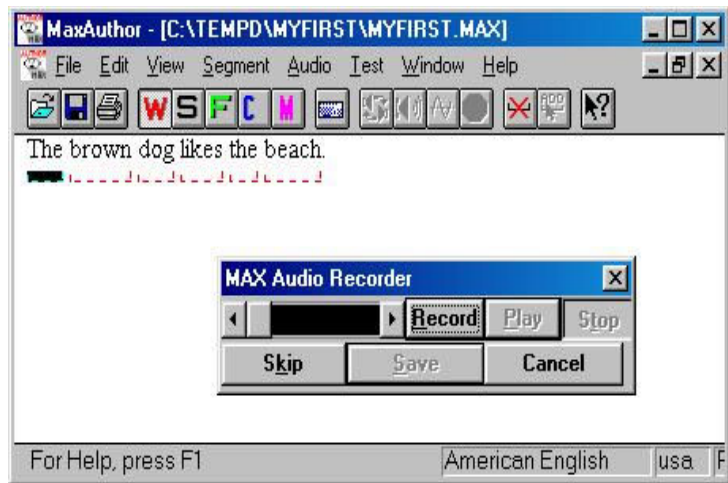 MaxAuthor - [C:\TEMPD\MYFIRST\MYFIRST.MAX]
File Edit View Segment Audio Test Window Help
W S F C M
The brown dog likes the beach.
MAX Audio Recorder
Record Play Stop
Skip Save Cancel
For Help, press F1 American English usa